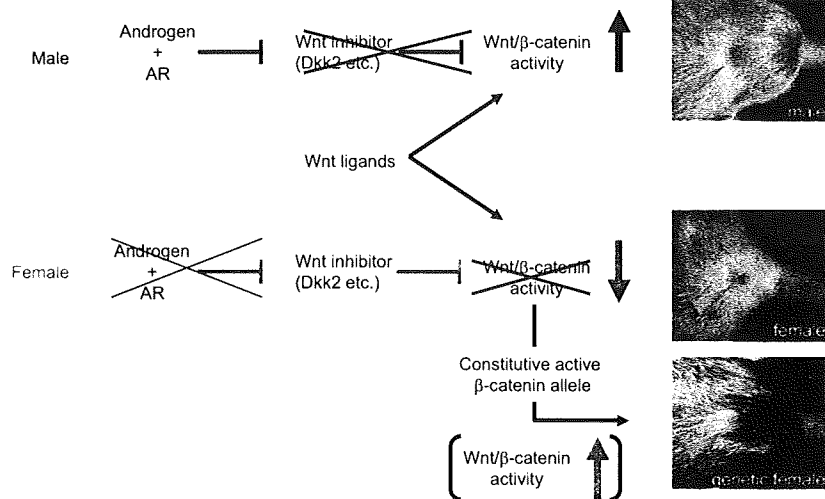 Male
Androgen
+
AR
Wnt inhibitor
(Dkk2 etc.)
Wnt/β-catenin
activity
male
Wnt ligands
Female
Androgen
+
AR
Wnt inhibitor
(Dkk2 etc.)
Wnt/β-catenin
activity
female
Constitutive active
β-catenin allele
Wnt/β-catenin
activity
genetic female